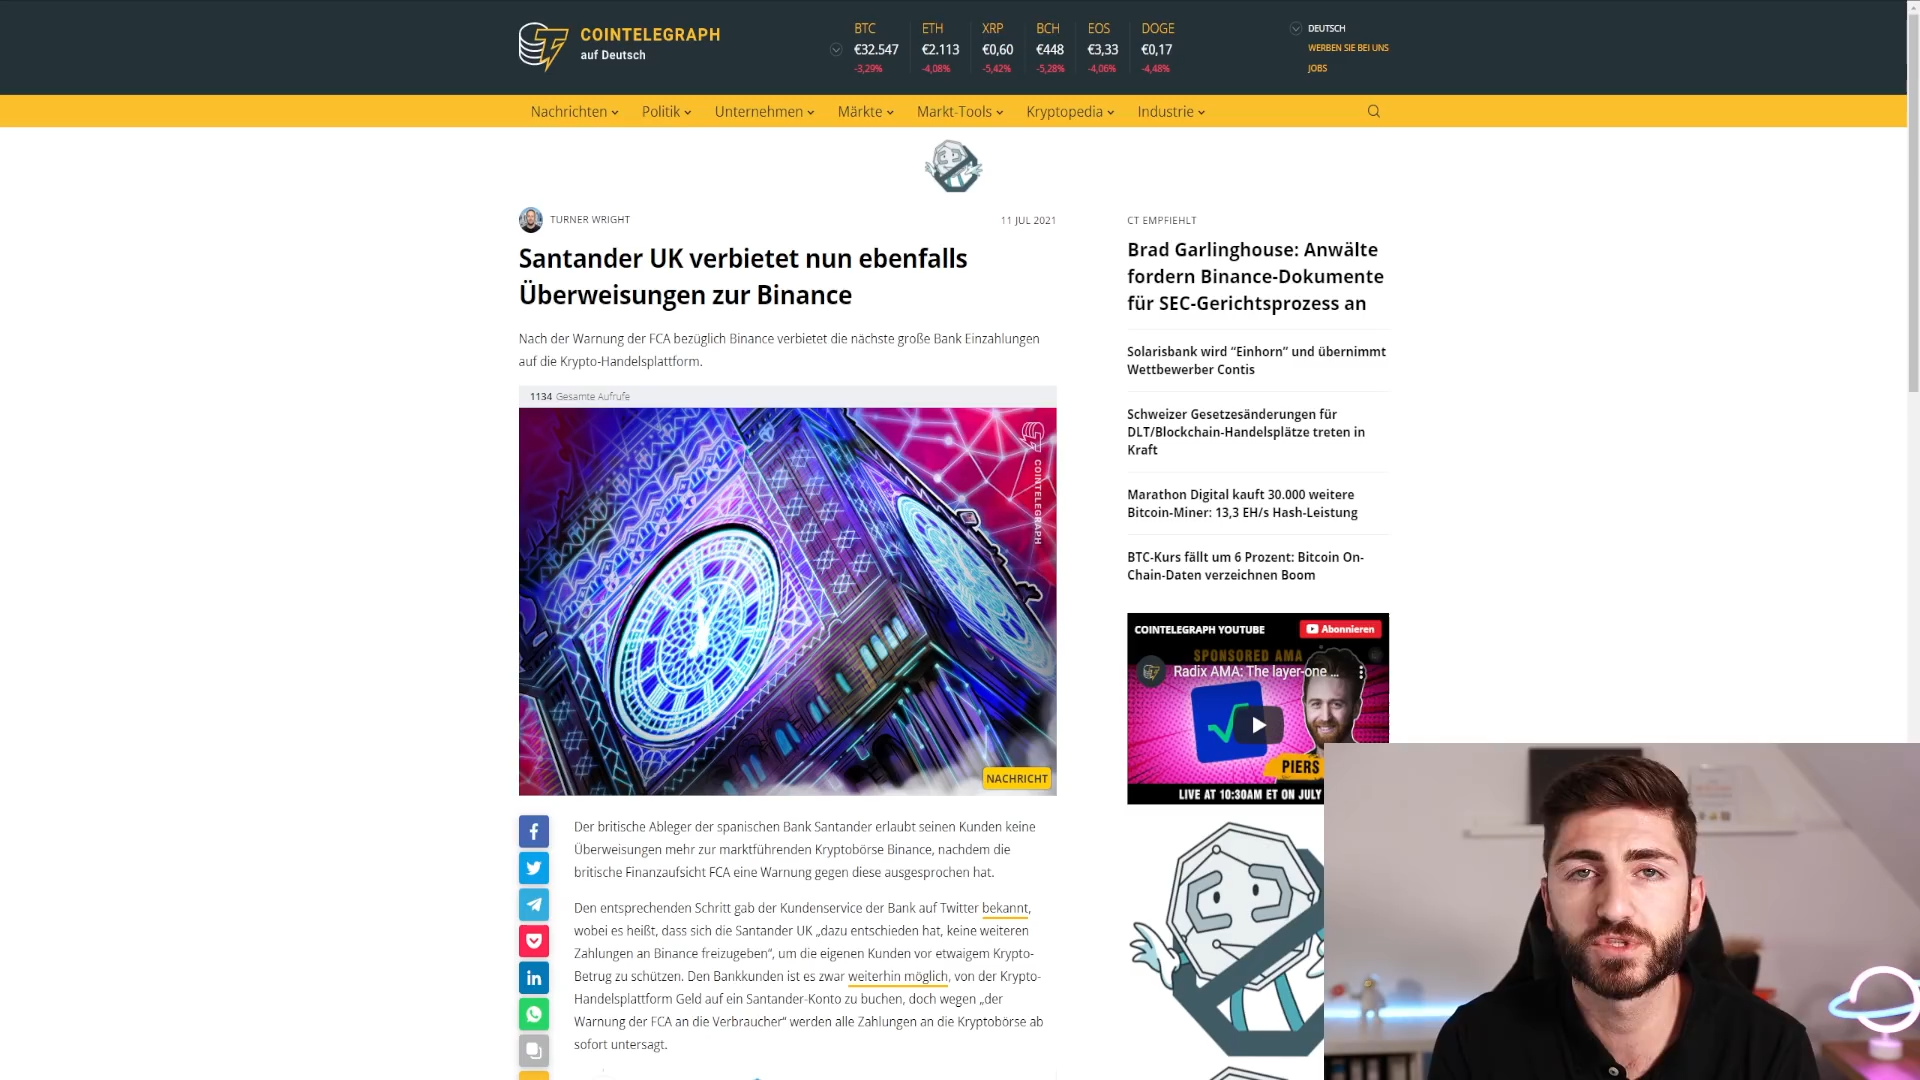 COINTELEGRAPH
auf Deutsch
BTC
€32.547
-3,29%
ETH
€2.113
-4,08%
XRP
€0,60
-5,42%
BCH
€448
-5,28%
EOS
€3,33
-4,06%
DOGE
€0,17
-4,48%
DEUTSCH
WERBEN SIE BEI UNS
JOBS
Nachrichten
Politik
Unternehmen
Märkte
Markt-Tools
Kryptopedia
Industrie
TURNER WRIGHT
11 JUL 2021
Santander UK verbietet nun ebenfalls
Überweisungen zur Binance
Nach der Warnung der FCA bezüglich Binance verbietet die nächste große Bank Einzahlungen
auf die Krypto-Handelsplattform.
1134 Gesamte Aufrufe
COINTELEGRAPH
NACHRICHT
Der britische Ableger der spanischen Bank Santander erlaubt seinen Kunden keine
Überweisungen mehr zur marktführenden Kryptobörse Binance, nachdem die
britische Finanzaufsicht FCA eine Warnung gegen diese ausgesprochen hat.
Den entsprechenden Schritt gab der Kundenservice der Bank auf Twitter bekannt,
wobei es heißt, dass sich die Santander UK „dazu entschieden hat, keine weiteren
Zahlungen an Binance freizugeben“, um die eigenen Kunden vor etwaigem Krypto-
Betrug zu schützen. Den Bankkunden ist es zwar weiterhin möglich, von der Krypto-
Handelsplattform Geld auf ein Santander-Konto zu buchen, doch wegen „der
Warnung der FCA an die Verbraucher“ werden alle Zahlungen an die Kryptobörse ab
sofort untersagt.
CT EMPFIEHLT
Brad Garlinghouse: Anwälte
fordern Binance-Dokumente
für SEC-Gerichtsprozess an
Solarisbank wird “Einhorn” und übernimmt
Wettbewerber Contis
Schweizer Gesetzesänderungen für
DLT/Blockchain-Handelsplätze treten in
Kraft
Marathon Digital kauft 30.000 weitere
Bitcoin-Miner: 13,3 EH/s Hash-Leistung
BTC-Kurs fällt um 6 Prozent: Bitcoin On-
Chain-Daten verzeichnen Boom
COINTELEGRAPH YOUTUBE
Abonnieren
SPONSORED AMA
Radix AMA: The layer-one ...
PIERS
LIVE AT 10:30AM ET ON JULY